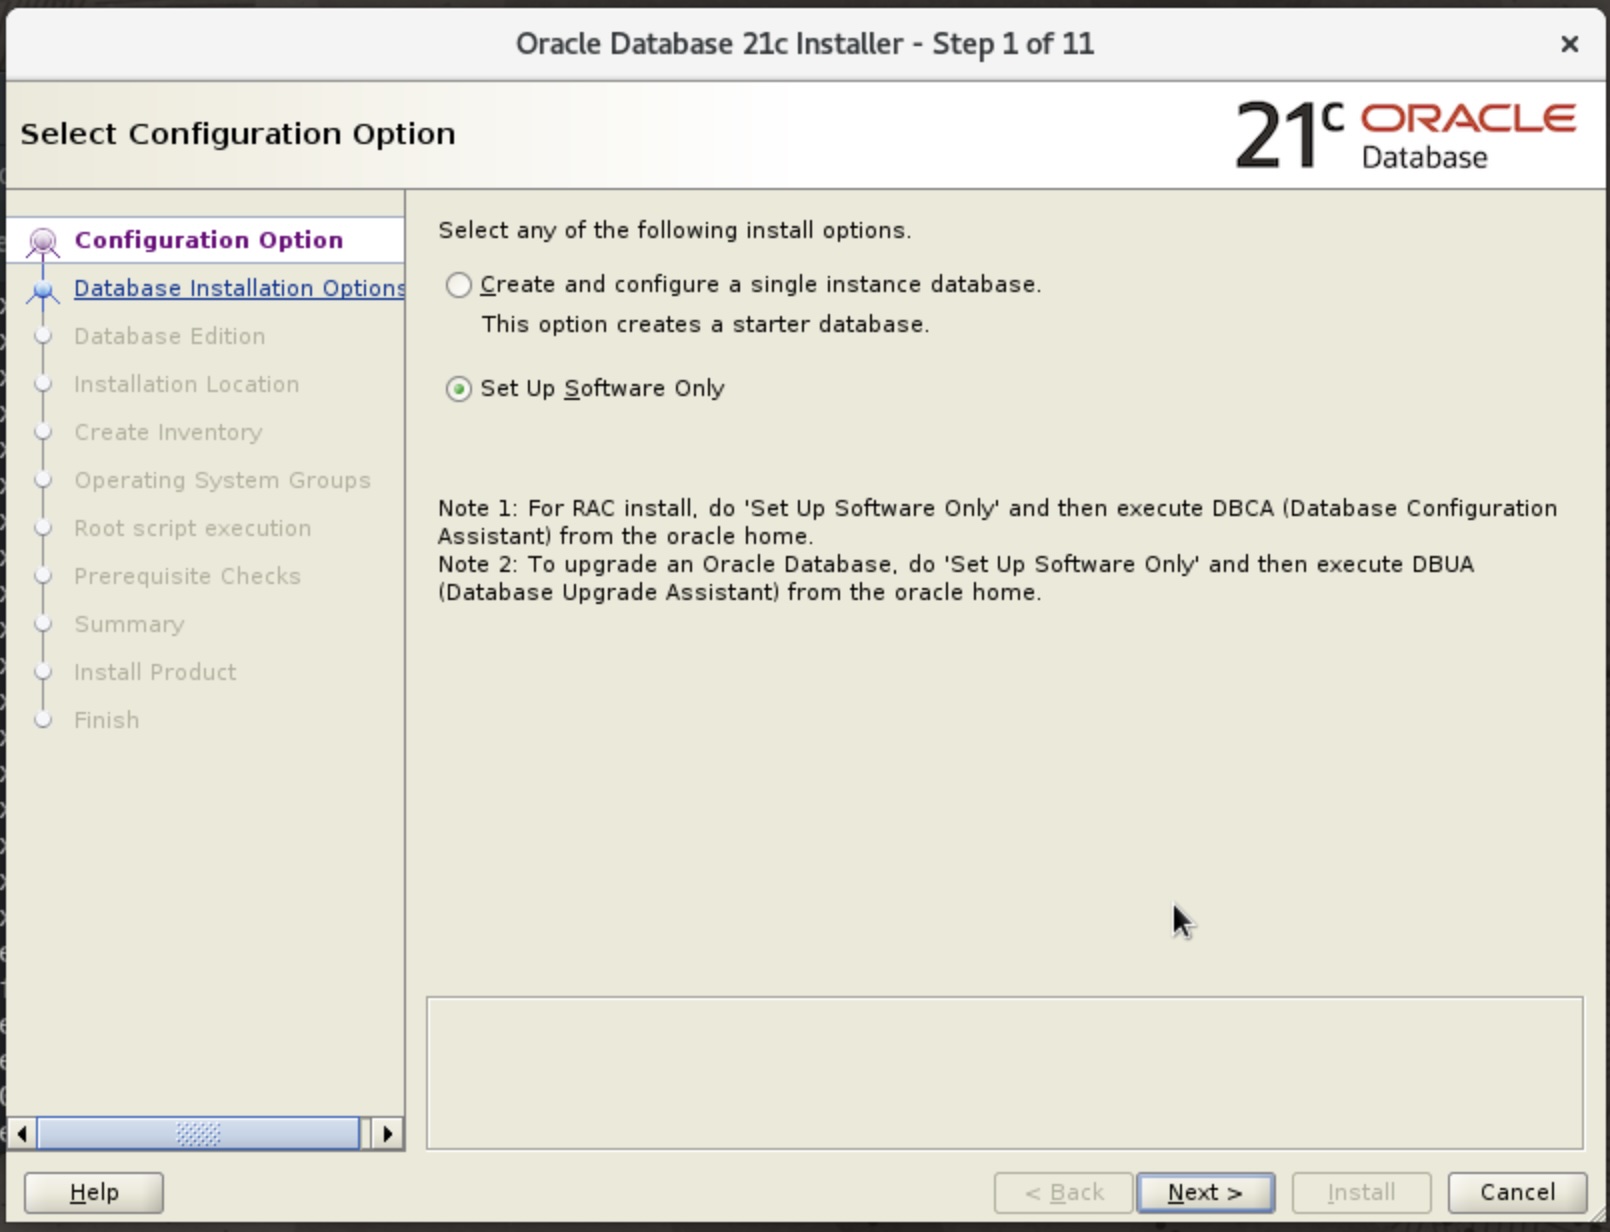 Oracle Database 21c Installer - Step 1 of 11
Select Configuration Option
21c ORACLE
Database
Configuration Option
Database Installation Options
Database Edition
Installation Location
Create Inventory
Operating System Groups
Root script execution
Prerequisite Checks
Summary
Install Product
Finish
Select any of the following install options.
Create and configure a single instance database.
This option creates a starter database.
Set Up Software Only
Note 1: For RAC install, do 'Set Up Software Only' and then execute DBCA (Database Configuration
Assistant) from the oracle home.
Note 2: To upgrade an Oracle Database, do 'Set Up Software Only' and then execute DBUA
(Database Upgrade Assistant) from the oracle home.
Help
< Back
Next >
Install
Cancel